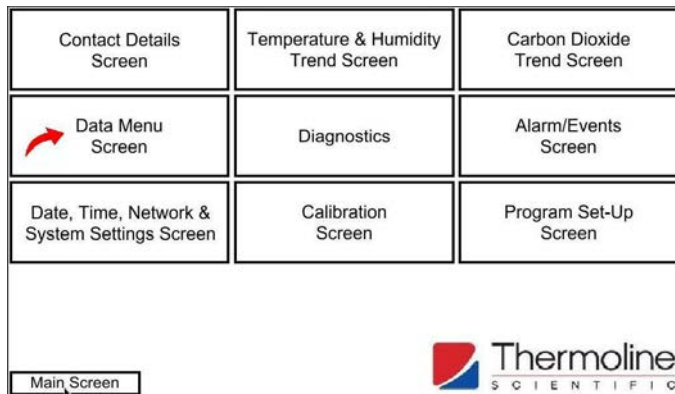 Contact Details
Screen
Temperature & Humidity
Trend Screen
Carbon Dioxide
Trend Screen
Data Menu
Screen
Diagnostics
Alarm/Events
Screen
Date, Time, Network &
System Settings Screen
Calibration
Screen
Program Set-Up
Screen
Main Screen
Thermoline
SCIENTIFIC